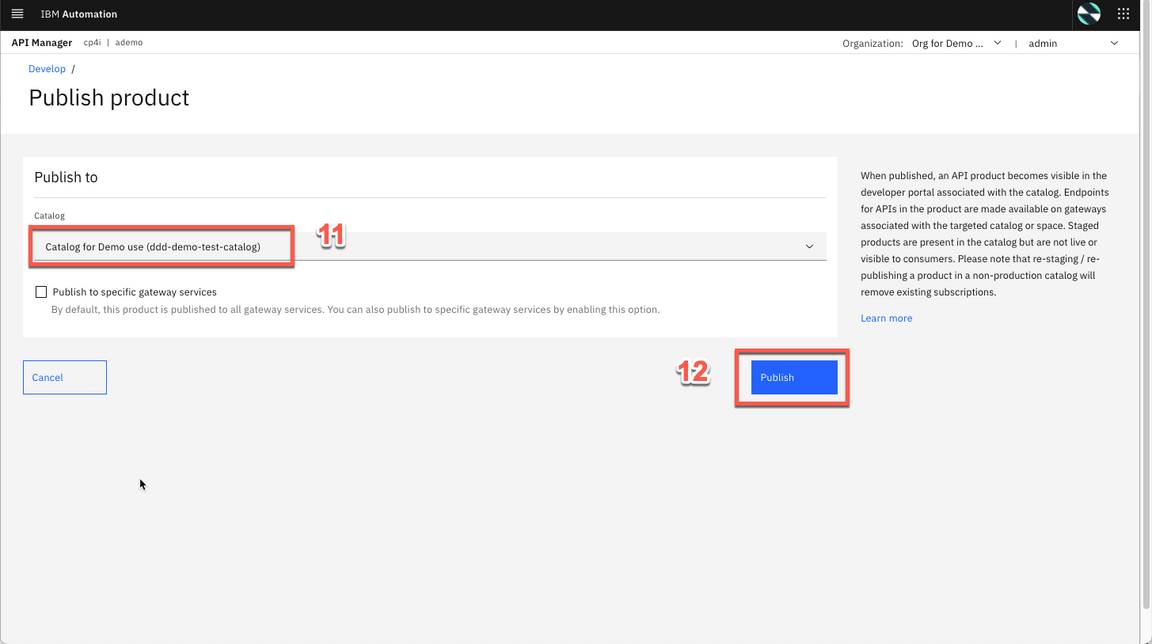 IBM Automation
API Manager cp4i | ademo
Organization: Org for Demo ... | admin
Develop /
Publish product
Publish to
Catalog
Catalog for Demo use (ddd-demo-test-catalog)
11
Publish to specific gateway services
By default, this product is published to all gateway services. You can also publish to specific gateway services by enabling this option.
When published, an API product becomes visible in the
developer portal associated with the catalog. Endpoints
for APIs in the product are made available on gateways
associated with the targeted catalog or space. Staged
products are present in the catalog but are not live or
visible to consumers. Please note that re-staging / re-
publishing a product in a non-production catalog will
remove existing subscriptions.
Learn more
Cancel
12
Publish